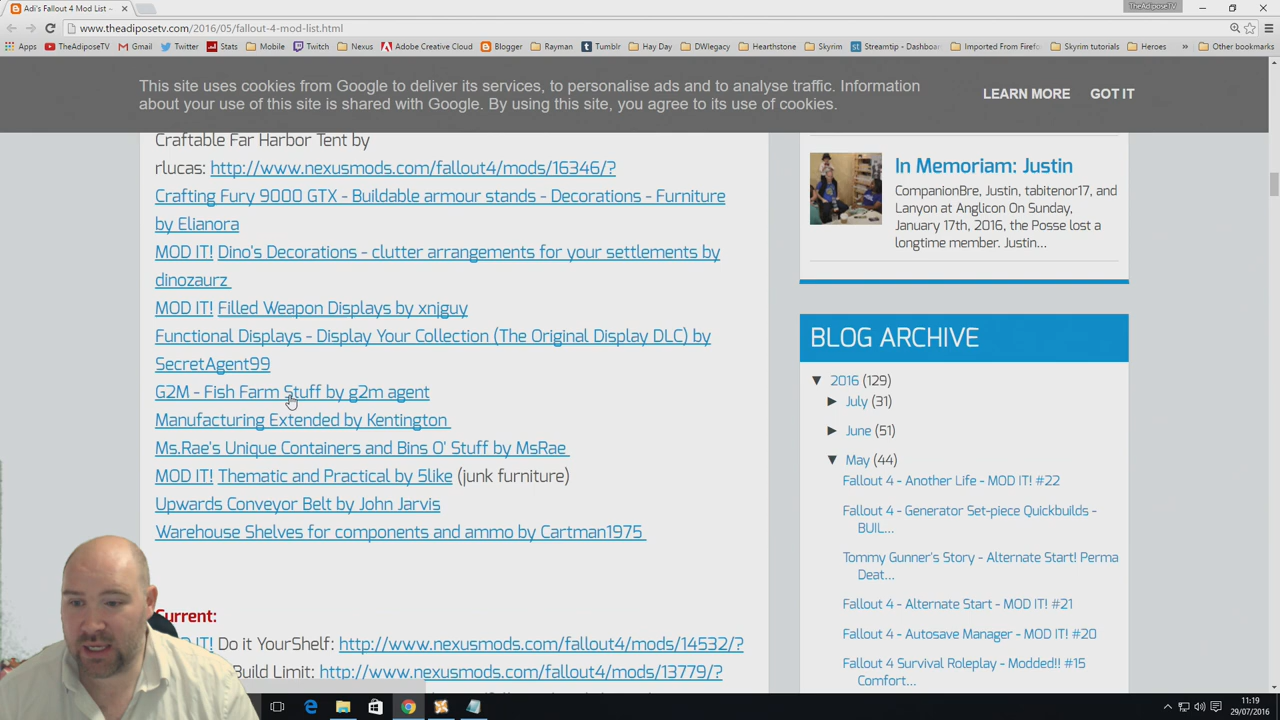 Adi's Fallout 4 Mod List –
TheAdiposeTV
www.theadiposetv.com/2016/05/fallout-4-mod-list.html
Apps TheAdiposeTV Gmail Twitter Stats Mobile Twitch Nexus Adobe Creative Cloud Blogger Rayman Tumblr Hay Day DWlegacy Hearthstone Skyrim Streamtip - Dashbo Imported From Firefo Skyrim tutorials Heroes » Other bookmarks
This site uses cookies from Google to deliver its services, to personalise ads and to analyse traffic. Information
about your use of this site is shared with Google. By using this site, you agree to its use of cookies.
LEARN MORE GOT IT
Craftable Far Harbor Tent by
rlucas: http://www.nexusmods.com/fallout4/mods/16346/?
Crafting Fury 9000 GTX - Buildable armour stands - Decorations - Furniture
by Elianora
MOD IT! Dino's Decorations - clutter arrangements for your settlements by
dinozaurz
MOD IT! Filled Weapon Displays by xnjguy
Functional Displays - Display Your Collection (The Original Display DLC) by
SecretAgent99
G2M - Fish Farm Stuff by g2m agent
Manufacturing Extended by Kentington
Ms.Rae's Unique Containers and Bins O' Stuff by MsRae
MOD IT! Thematic and Practical by 5like (junk furniture)
Upwards Conveyor Belt by John Jarvis
Warehouse Shelves for components and ammo by Cartman1975
Current:
IT! Do it YourShelf: http://www.nexusmods.com/fallout4/mods/14532/?
Build Limit: http://www.nexusmods.com/fallout4/mods/13779/?
In Memoriam: Justin
CompanionBre, Justin, tabitenor17, and
Lanyon at Anglicon On Sunday,
January 17th, 2016, the Posse lost a
longtime member. Justin...
BLOG ARCHIVE
▼ 2016 (129)
► July (31)
► June (51)
▼ May (44)
Fallout 4 - Another Life - MOD IT! #22
Fallout 4 - Generator Set-piece Quickbuilds -
BUIL...
Tommy Gunner's Story - Alternate Start! Perma
Deat...
Fallout 4 - Alternate Start - MOD IT! #21
Fallout 4 - Autosave Manager - MOD IT! #20
Fallout 4 Survival Roleplay - Modded!! #15
Comfort...
11:19
29/07/2016